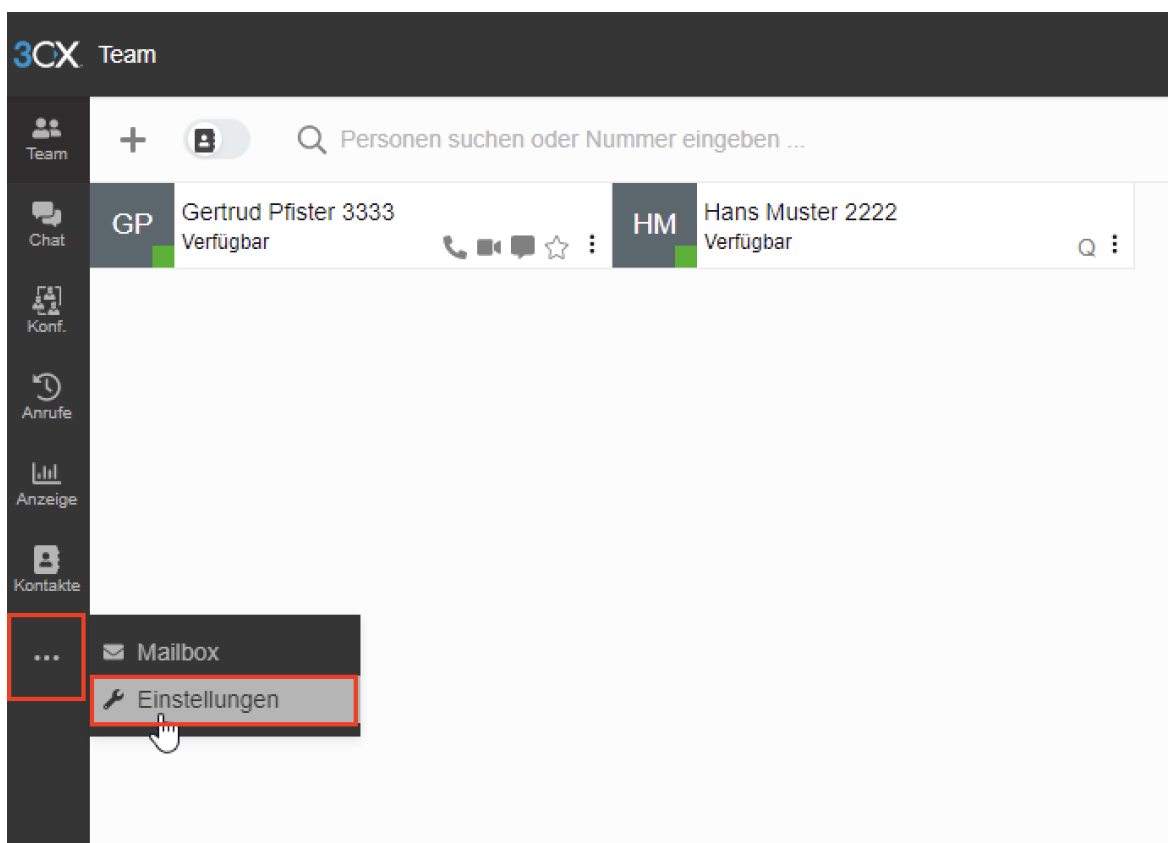 3CX Team
Team
Personen suchen oder Nummer eingeben ...
GP
Gertrud Pfister 3333
Verfügbar
HM
Hans Muster 2222
Verfügbar
Q
Chat
Konf.
Anrufe
Anzeige
Kontakte
Mailbox
Einstellungen